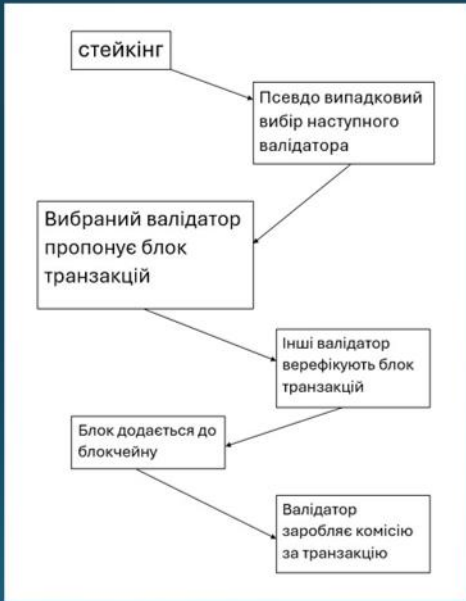 стейкінг
Псевдо випадковий
вибір наступного
валідатора
Вибраний валідатор
пропонує блок
транзакцій
Інші валідатор
верефікують блок
транзакцій
Блок додається до
блокчейну
Валідатор
заробляє комісію
за транзакцію